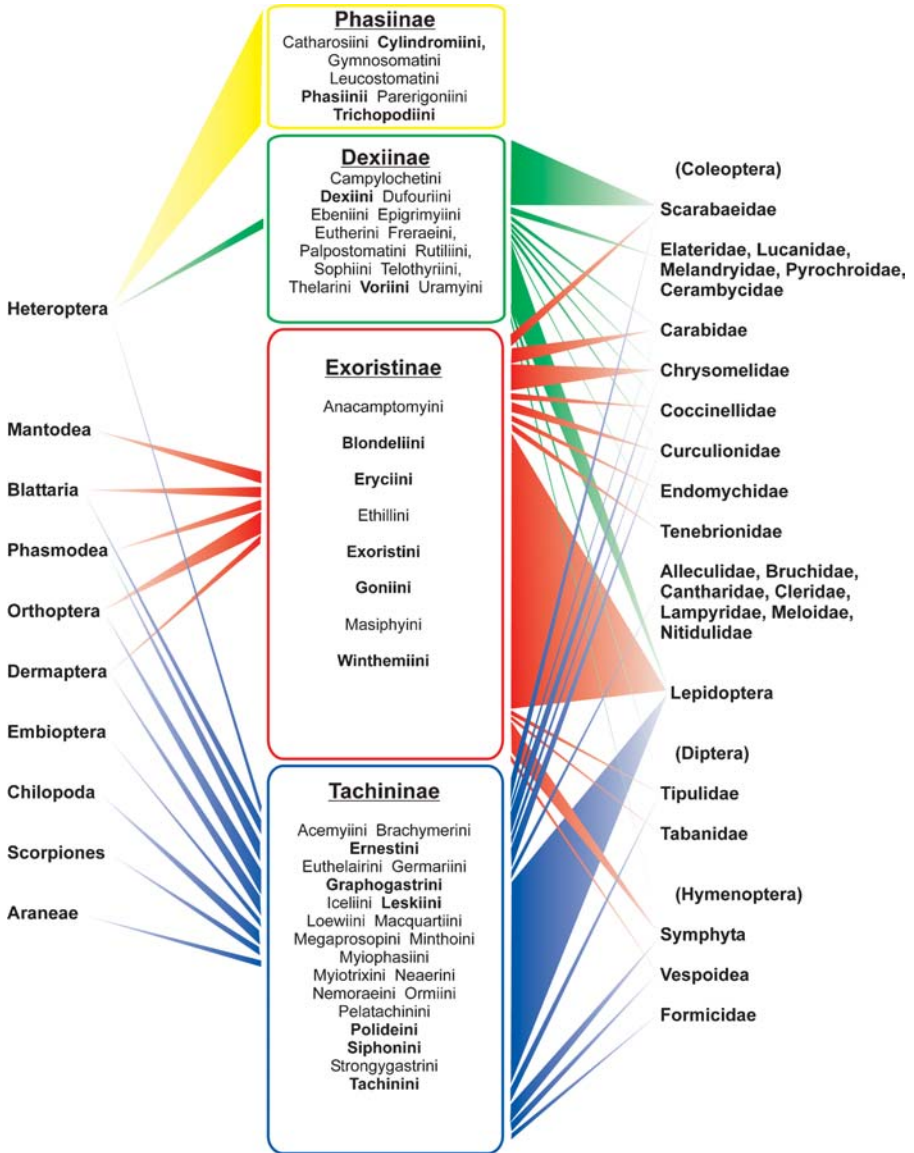 Phasiinae
Catharosiini Cylindromiini,
Gymnosomatini
Leucostomatini
Phasiinii Parerigoniini
Trichopodiini
Dexiinae
Campylochetini
Dexiini Dufouriini
Ebeniini Epigrimyiini
Eutherini Freraeini,
Palpostomatini Rutiliini,
Sophiini Telothyriini,
Thelarini Voriini Uramyini
Exoristinae
Anacamptomyini
Blondeliini
Eryciini
Ethillini
Exoristini
Goniini
Masiphyini
Winthemiini
Tachininae
Acemyiini Brachymerini
Ernestini
Euthelairini Germariini
Graphogastrini
Iceliini Leskiini
Loewiini Macquartiini
Megaprosopini Minthoini
Myiophasiini
Myiotrixini Neaerini
Nemoraeini Ormiini
Pelatachinini
Polideini
Siphonini
Strongygastrini
Tachinini
Heteroptera
Mantodea
Blattaria
Phasmodea
Orthoptera
Dermaptera
Embioptera
Chilopoda
Scorpiones
Araneae
(Coleoptera)
Scarabaeidae
Elateridae, Lucanidae,
Melandryidae, Pyrochroidae,
Cerambycidae
Carabidae
Chrysomelidae
Coccinellidae
Curculionidae
Endomychidae
Tenebrionidae
Alleculidae, Bruchidae,
Cantharidae, Cleridae,
Lampyridae, Meloidae,
Nitidulidae
Lepidoptera
(Diptera)
Tipulidae
Tabanidae
(Hymenoptera)
Symphyta
Vespoidea
Formicidae